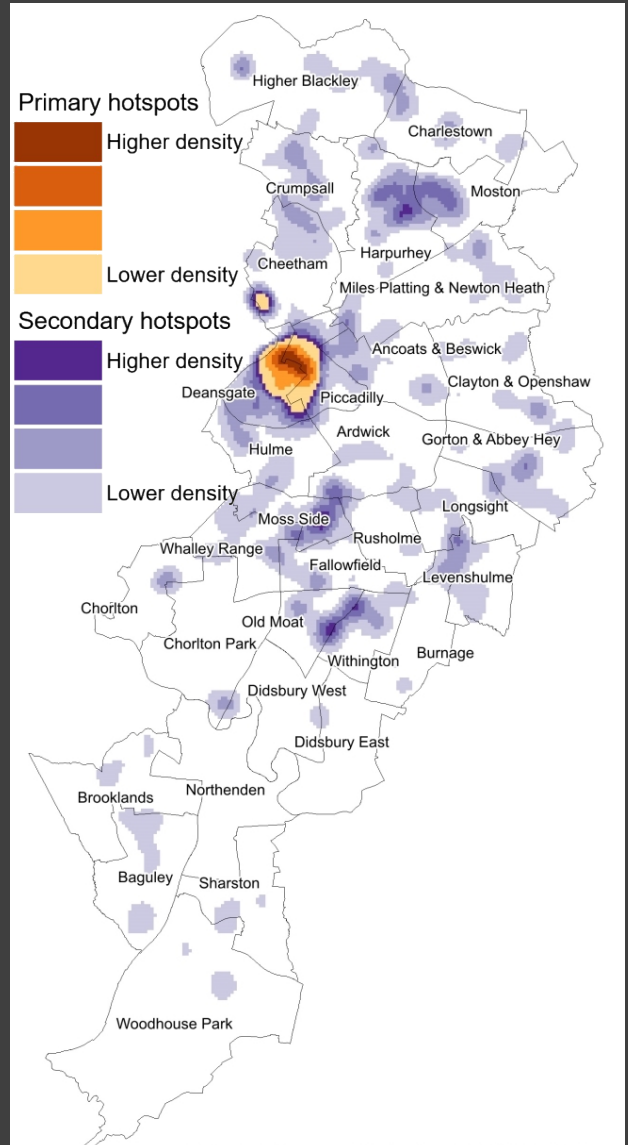 Higher Blackley
Primary hotspots
Charlestown
Higher density
Crumpsall
Moston
Harpurhey
Cheetham
Lower density
Miles Platting & Newton Heath
Secondary hotspots
Ancoats & Beswick
Higher density
Clayton & Openshaw
Deansgate
Piccadilly
Ardwick
Gorton & Abbey Hey
Hulme
Lower density
Longsight
Moss Side
Rusholme
Whalley Range
Fallowfield
Levenshulme
Chorlton
Old Moat
Chorlton Park
Burnage
Withington
Didsbury West
Didsbury East
Northenden
Brooklands
Baguley
Sharston
Woodhouse Park